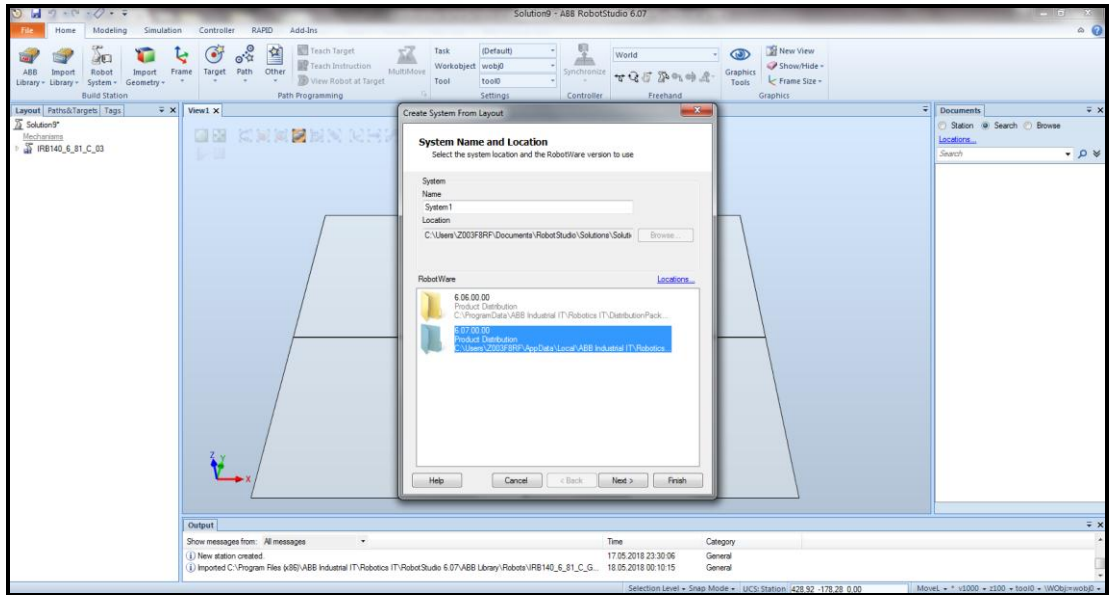 Solution9 - ABB RobotStudio 6.07
File Home Modeling Simulation Controller RAPID Add-Ins
ABB Library
Import Library
Robot System
Import Geometry
Frame
Build Station
Target
Path
Other
Teach Target
Teach Instruction
View Robot at Target
MultiMove
Path Programming
Task (Default)
Workobject wobj0
Tool tool0
Settings
Synchronize
Controller
World
Freehand
Graphics Tools
New View
Show/Hide
Frame Size
Graphics
Layout Paths&Targets Tags
Solution9*
Mechanisms
IRB140_6_81_C_03
View1
Create System From Layout
System Name and Location
Select the system location and the RobotWare version to use
System
Name
System1
Location
C:\Users\Z003F8RF\Documents\RobotStudio\Solutions\Soluti
Browse...
RobotWare
Locations...
6.06.00.00
Product Distribution
C:\ProgramData\ABB Industrial IT\Robotics IT\DistributionPack...
6.07.00.00
Product Distribution
C:\Users\Z003F8RF\AppData\Local\ABB Industrial IT\Robotics
Help Cancel < Back Next > Finish
Z Y X
Documents
Station Search Browse
Locations...
Search
Output
Show messages from: All messages Time Category
New station created. 17.05.2018 23:30:06 General
Imported C:\Program Files (x86)\ABB Industrial IT\Robotics IT\RobotStudio 6.07\ABB Library\Robots\IRB140_6_81_C_G... 18.05.2018 00:10:15 General
Selection Level Snap Mode UCS: Station 428.92 -178.28 0.00 MoveL * v1000 z100 tool0 \WObj:=wobj0